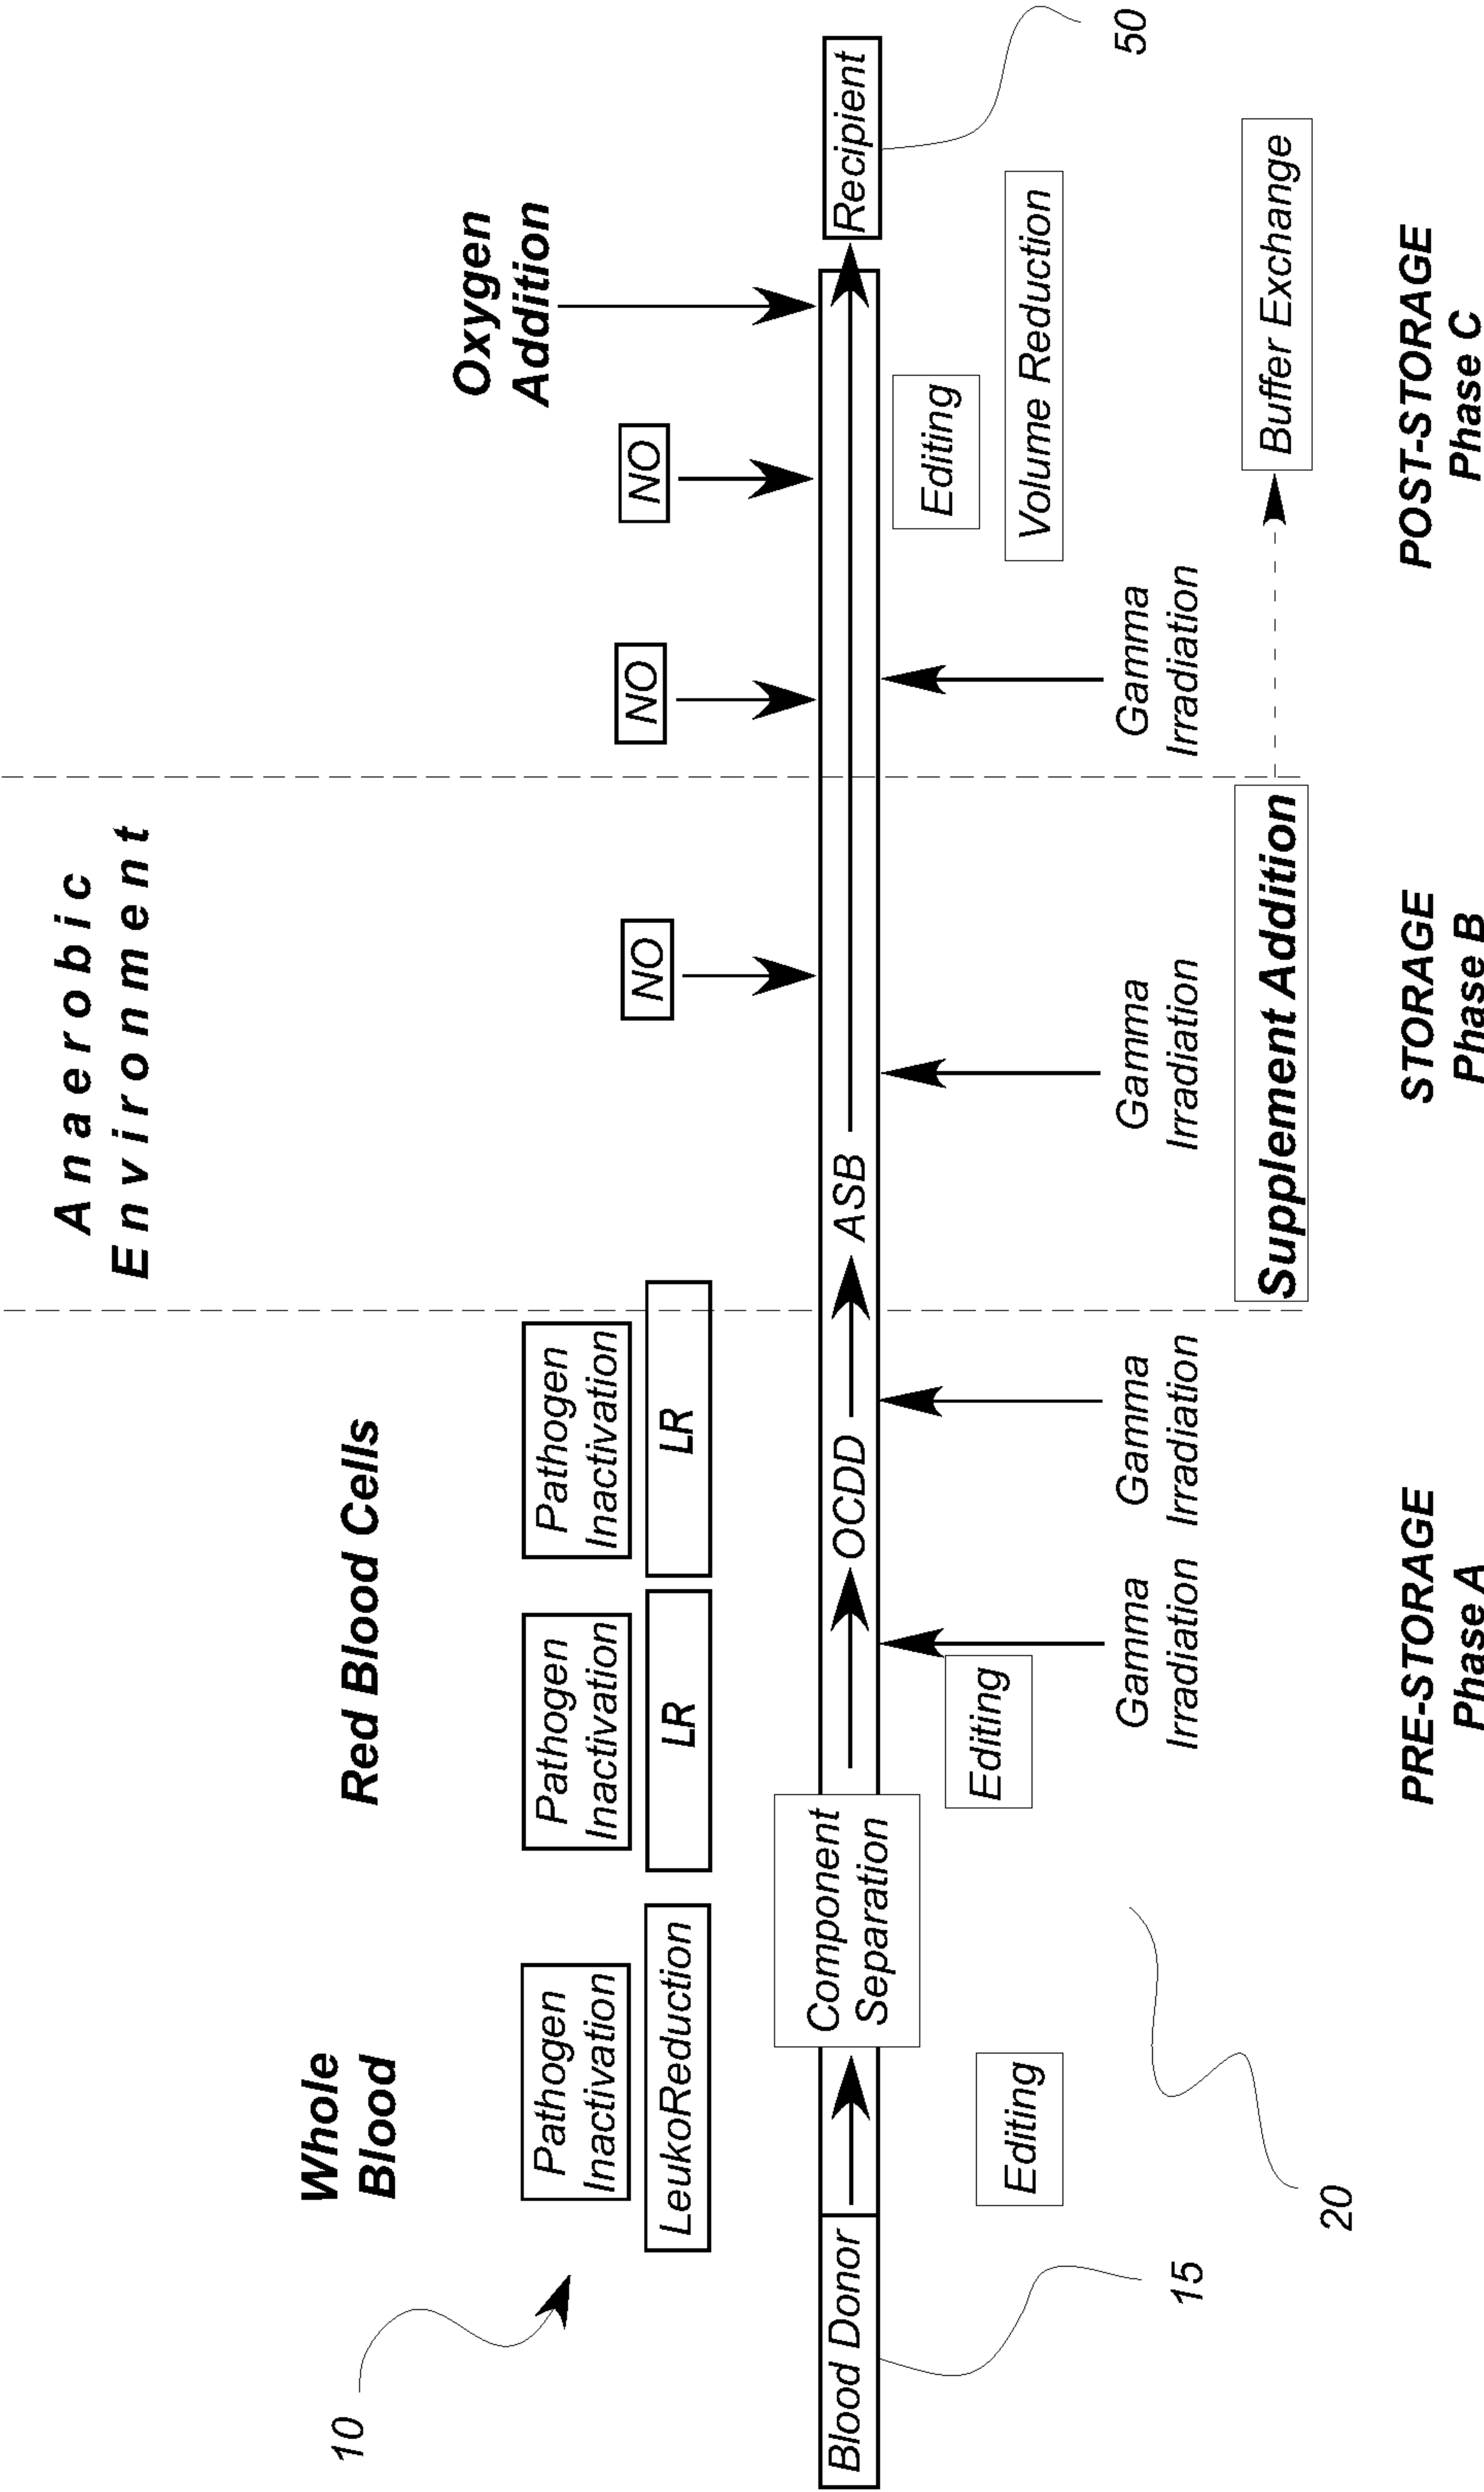 Anaerobic
Environment
Whole
Blood
Red Blood Cells
Oxygen
Addition
10
Pathogen
Inactivation
Pathogen
Inactivation
Pathogen
Inactivation
LeukoReduction
LR
LR
NO
NO
NO
Blood Donor
Component
Separation
OCDD
ASB
Recipient
Editing
Editing
Editing
Volume Reduction
15
20
50
Gamma
Irradiation
Gamma
Irradiation
Gamma
Irradiation
Gamma
Irradiation
Supplement Addition
Buffer Exchange
PRE-STORAGE
Phase A
STORAGE
Phase B
POST-STORAGE
Phase C